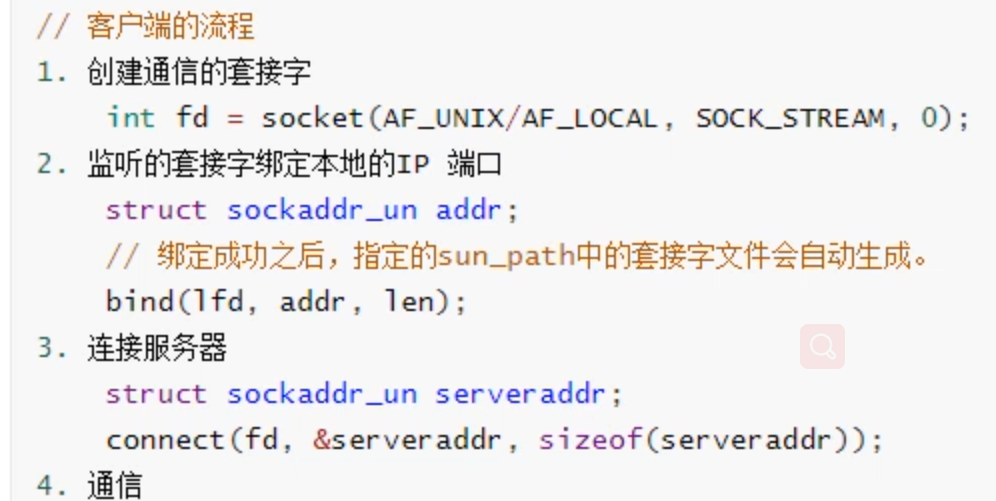 // 客户端的流程
1. 创建通信的套接字
int fd = socket(AF_UNIX/AF_LOCAL, SOCK_STREAM, 0);
2. 监听的套接字绑定本地的IP 端口
struct sockaddr_un addr;
// 绑定成功之后，指定的sun_path中的套接字文件会自动生成。
bind(lfd, addr, len);
3. 连接服务器
struct sockaddr_un serveraddr;
connect(fd, &serveraddr, sizeof(serveraddr));
4. 通信